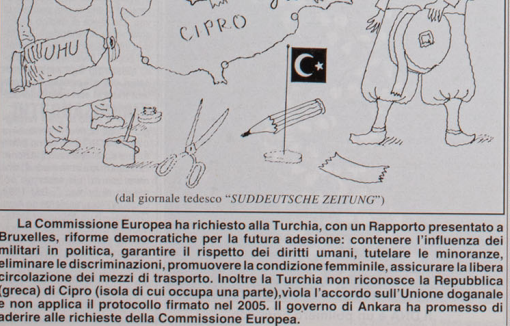 CIPRO
UHU
(dal giornale tedesco “SUDDEUTSCHE ZEITUNG”)
La Commissione Europea ha richiesto alla Turchia, con un Rapporto presentato a
Bruxelles, riforme democratiche per la futura adesione: contenere l'influenza dei
militari in politica, garantire il rispetto dei diritti umani, tutelare le minoranze,
eliminare le discriminazioni, promuovere la condizione femminile, assicurare la libera
circolazione dei mezzi di trasporto. Inoltre la Turchia non riconosce la Repubblica
(greca) di Cipro (isola di cui occupa una parte),viola l'accordo sull'Unione doganale
e non applica il protocollo firmato nel 2005. Il governo di Ankara ha promesso di
aderire alle richieste della Commissione Europea.